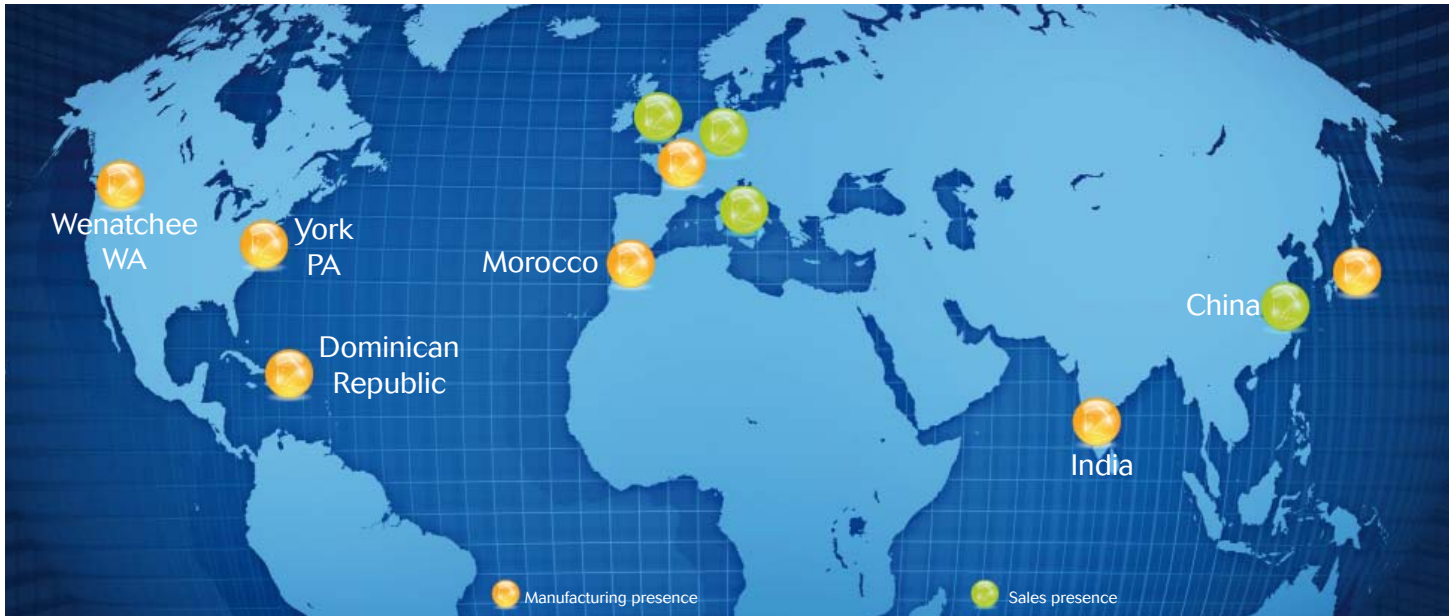 Wenatchee
WA
York
PA
Morocco
China
Dominican
Republic
India
Manufacturing presence
Sales presence